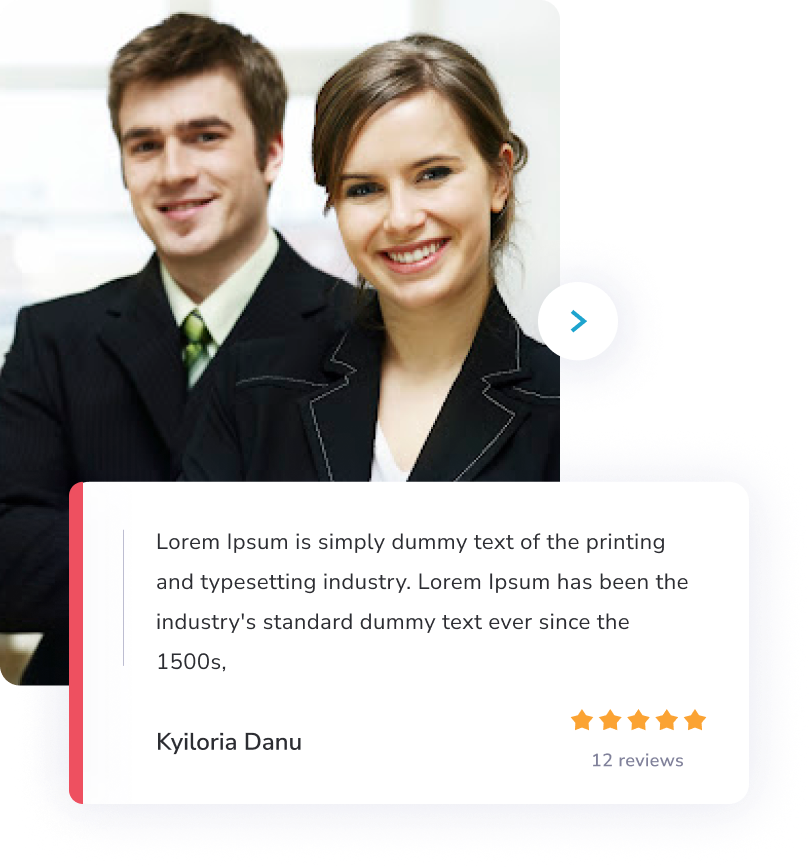 Lorem Ipsum is simply dummy text of the printing
and typesetting industry. Lorem Ipsum has been the
industry's standard dummy text ever since the
1500s,
Kyiloria Danu
12 reviews